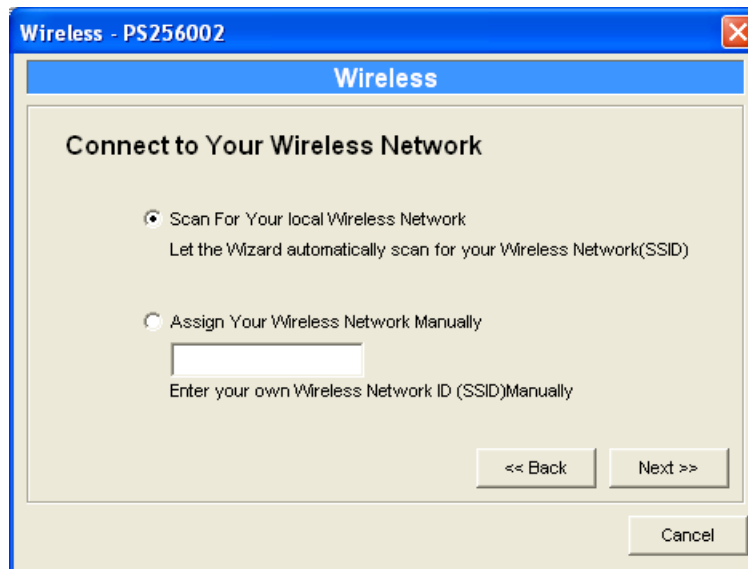 Wireless - PS256002
Wireless
Connect to Your Wireless Network
Scan For Your local Wireless Network
Let the Wizard automatically scan for your Wireless Network(SSID)
Assign Your Wireless Network Manually
Enter your own Wireless Network ID (SSID)Manually
<< Back Next >>
Cancel